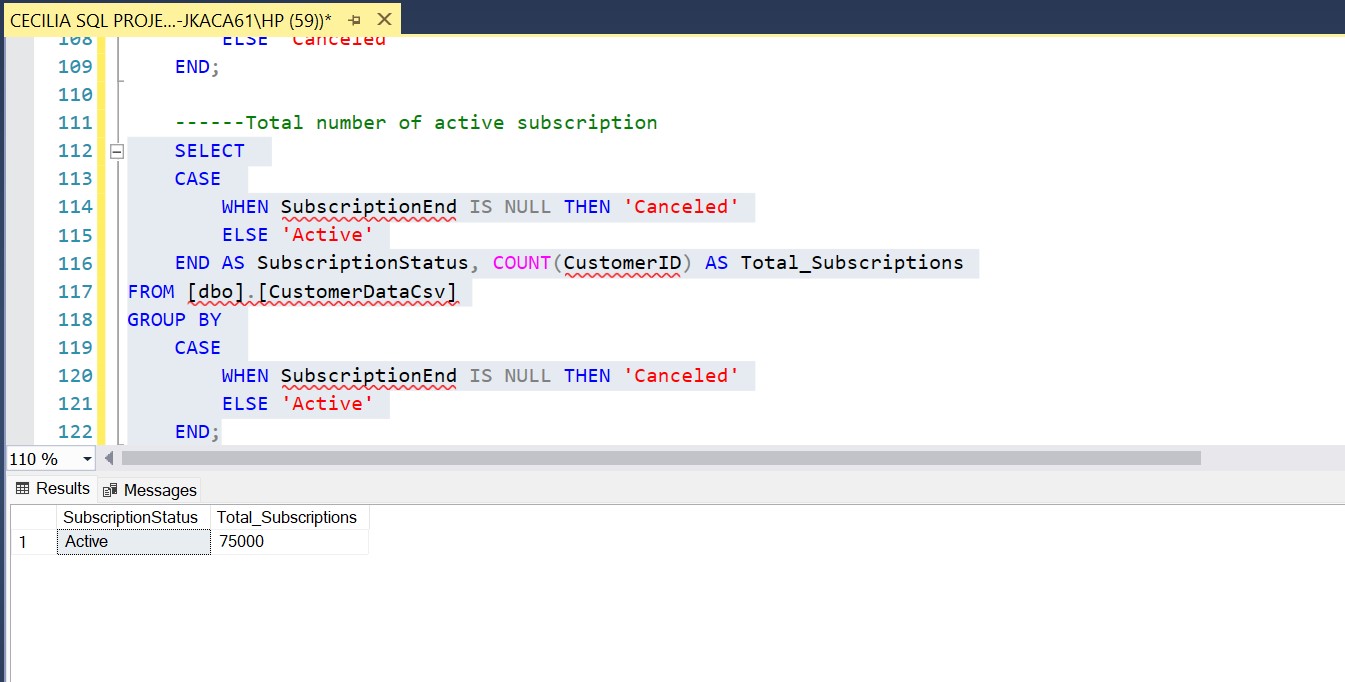 CECILIA SQL PROJE...-JKACA61\HP (59))*
108 ELSE 'Canceled'
109 END;
110
111 ------Total number of active subscription
112 SELECT
113 CASE
114 WHEN SubscriptionEnd IS NULL THEN 'Canceled'
115 ELSE 'Active'
116 END AS SubscriptionStatus, COUNT(CustomerID) AS Total_Subscriptions
117 FROM [dbo].[CustomerDataCsv]
118 GROUP BY
119 CASE
120 WHEN SubscriptionEnd IS NULL THEN 'Canceled'
121 ELSE 'Active'
122 END;
110 %
Results Messages
SubscriptionStatus Total_Subscriptions
1 Active 75000